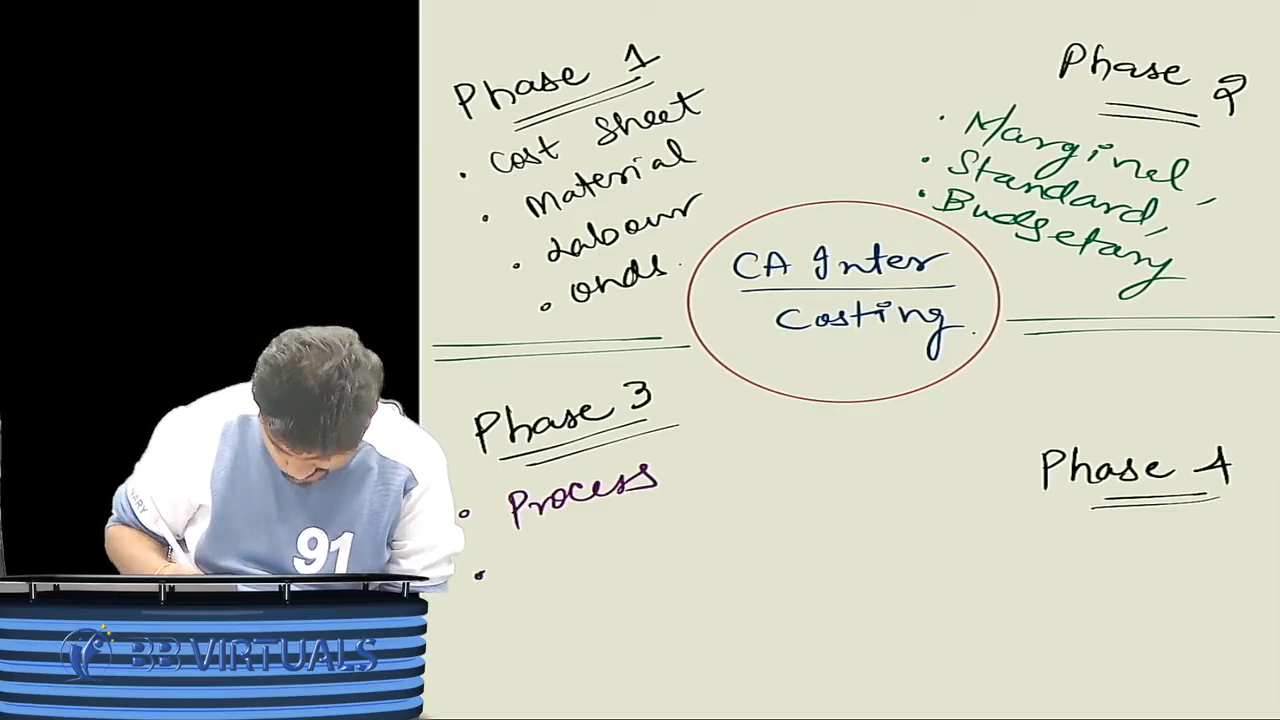 Phase 1
• Cost Sheet
• Material
• Labour
• OHDS.
Phase 2
• Marginal,
• Standard,
• Budgetary
CA Inter
Costing.
Phase 3
• Process
•
Phase 4
91
BB VIRTUALS